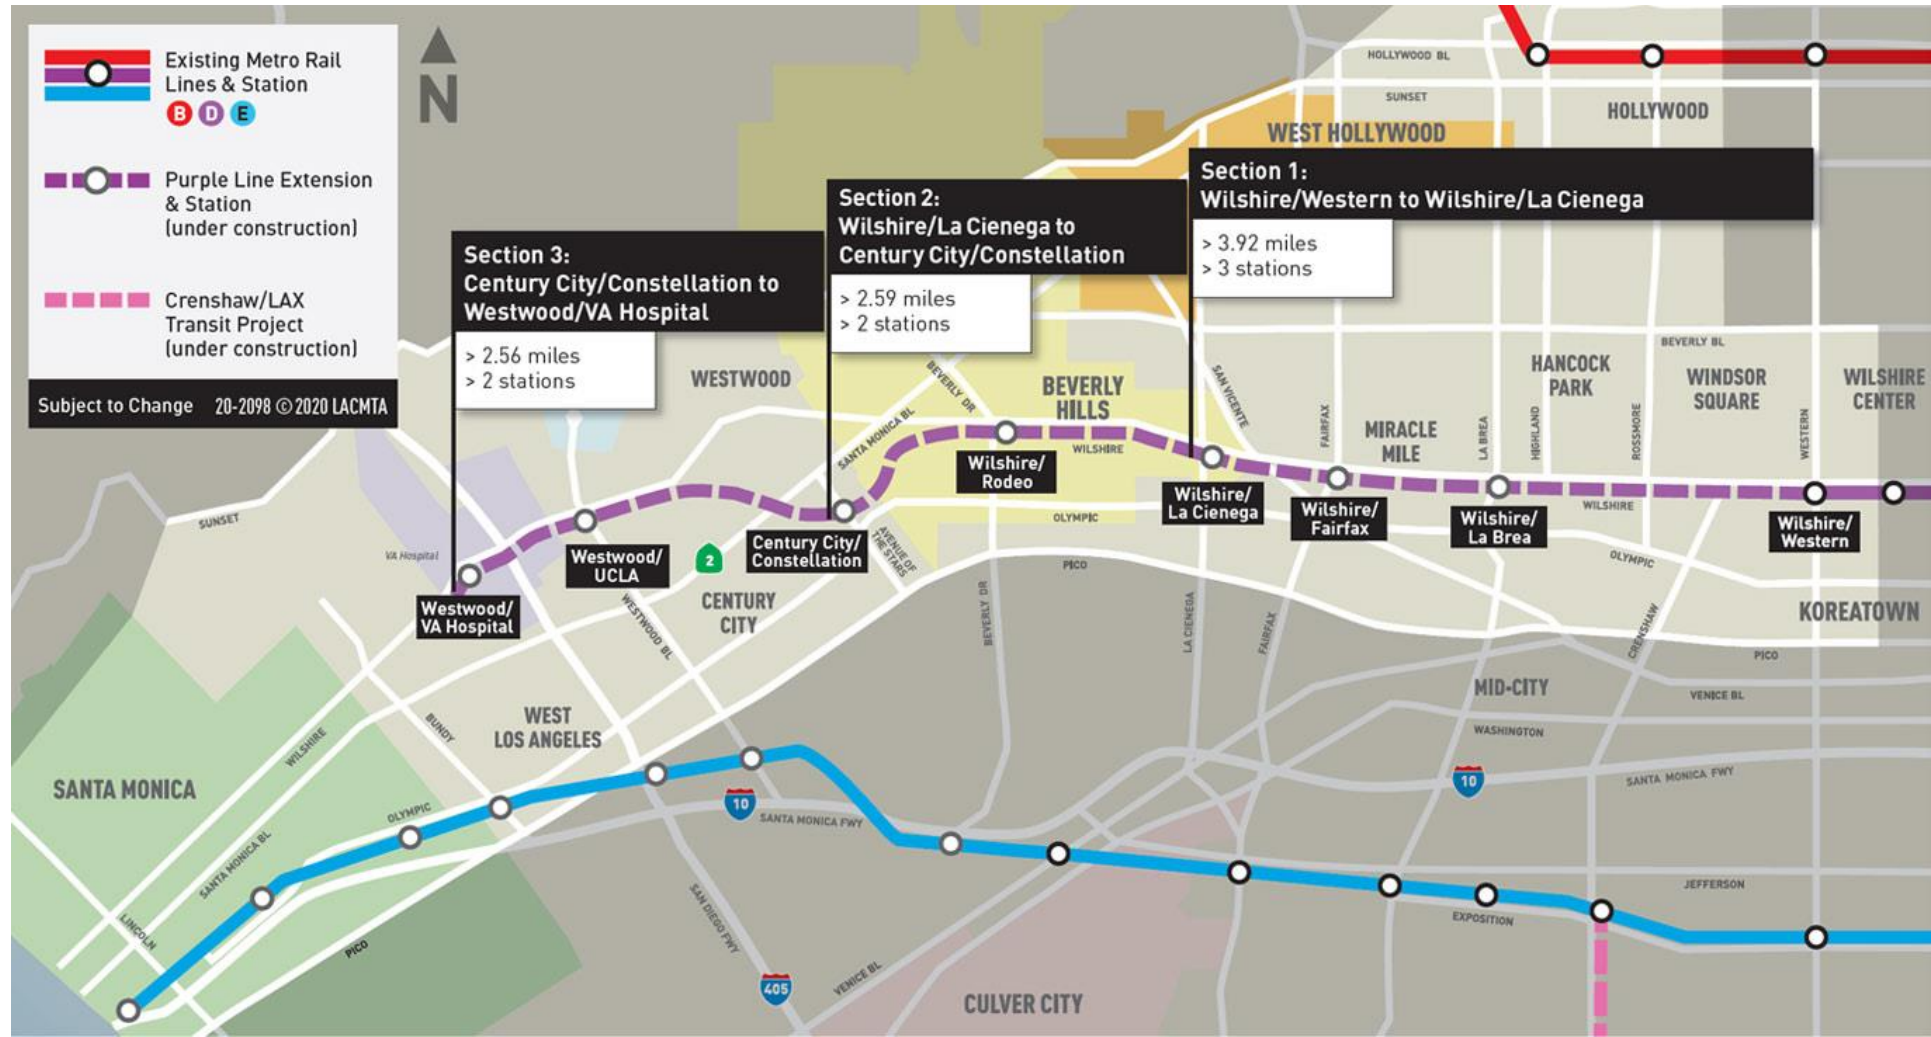 Existing Metro Rail
Lines & Station
B D E
Purple Line Extension
& Station
(under construction)
Crenshaw/LAX
Transit Project
(under construction)
Subject to Change 20-2098 © 2020 LACMTA
N
Section 3:
Century City/Constellation to
Westwood/VA Hospital
> 2.56 miles
> 2 stations
Section 2:
Wilshire/La Cienega to
Century City/Constellation
> 2.59 miles
> 2 stations
Section 1:
Wilshire/Western to Wilshire/La Cienega
> 3.92 miles
> 3 stations
HOLLYWOOD BL
SUNSET
HOLLYWOOD
WEST HOLLYWOOD
BEVERLY BL
WESTWOOD
BEVERLY DR
BEVERLY
HILLS
SAN VICENTE
HANCOCK
PARK
WINDSOR
SQUARE
WILSHIRE
CENTER
SANTA MONICA BL
WILSHIRE
FAIRFAX
MIRACLE
MILE
LA BREA
HIGHLAND
ROSSMORE
WESTERN
Wilshire/
Rodeo
Wilshire/
La Cienega
Wilshire/
Fairfax
Wilshire/
La Brea
WILSHIRE
Wilshire/
Western
SUNSET
VA Hospital
Westwood/
VA Hospital
Westwood/
UCLA
2
Century City/
Constellation
AVENUE OF
THE STARS
OLYMPIC
PICO
OLYMPIC
CENTURY
CITY
WESTWOOD BL
BEVERLY DR
LA CIENEGA
FAIRFAX
CRENSHAW
KOREATOWN
PICO
MID-CITY
VENICE BL
WASHINGTON
WEST
LOS ANGELES
BUNDY
WILSHIRE
SANTA MONICA
OLYMPIC
10
SANTA MONICA FWY
10
SANTA MONICA FWY
SANTA MONICA BL
LINCOLN
PICO
SAN DIEGO FWY
405
VENICE BL
CULVER CITY
EXPOSITION
JEFFERSON